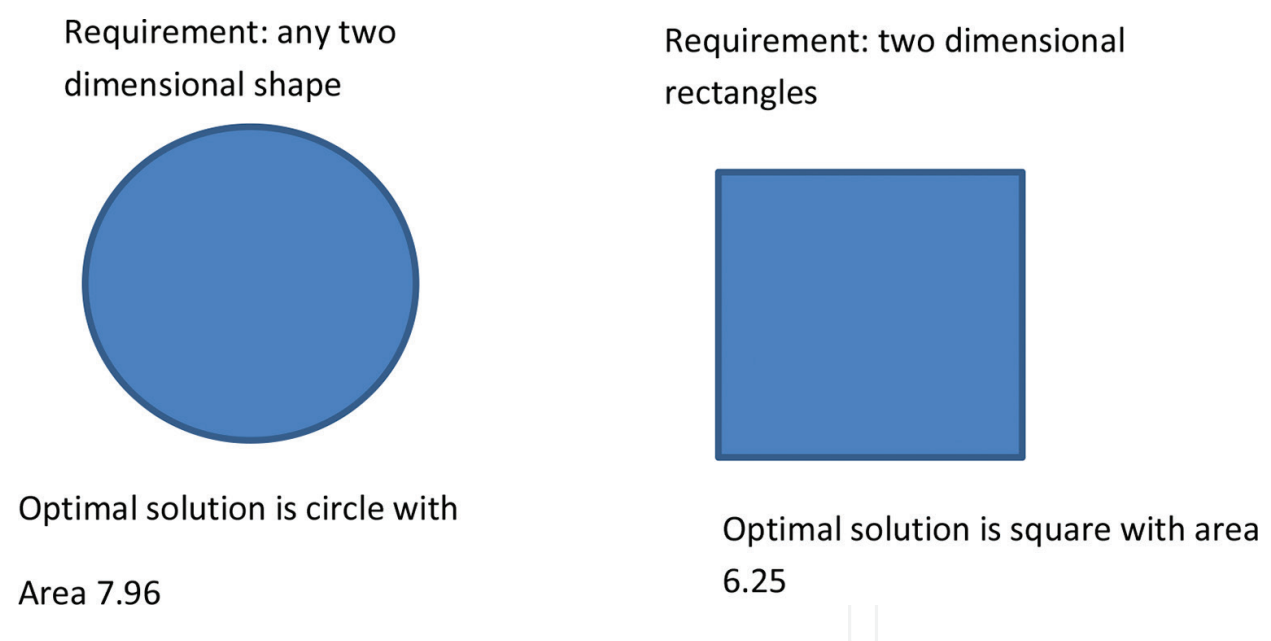 Requirement: any two
dimensional shape
Optimal solution is circle with
Area 7.96
Requirement: two dimensional
rectangles
Optimal solution is square with area
6.25